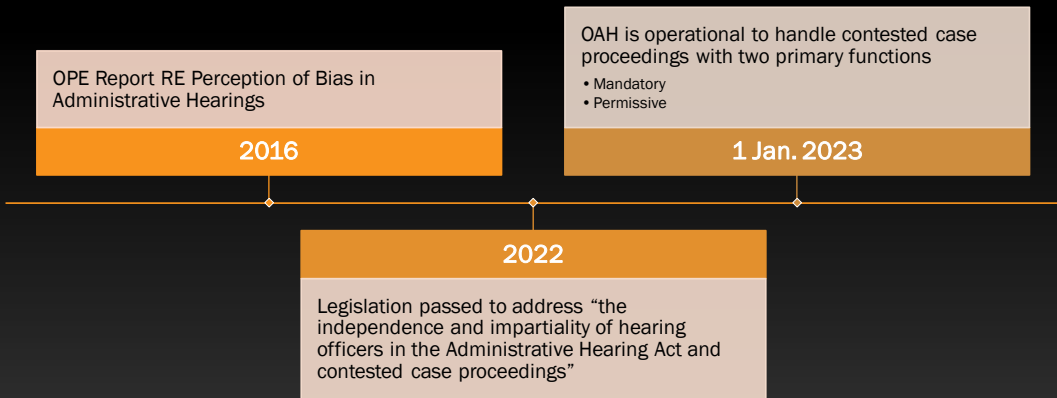 OPE Report RE Perception of Bias in
Administrative Hearings
2016
2022
Legislation passed to address “the
independence and impartiality of hearing
officers in the Administrative Hearing Act and
contested case proceedings”
OAH is operational to handle contested case
proceedings with two primary functions
• Mandatory
• Permissive
1 Jan. 2023